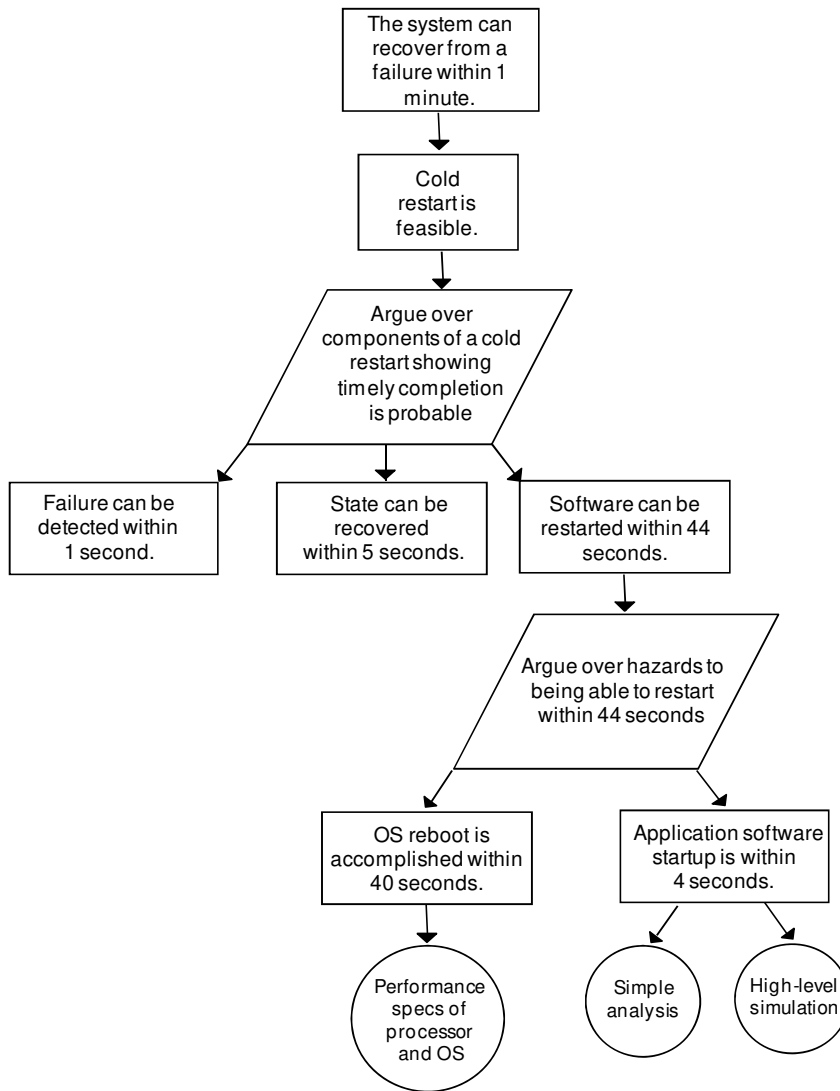 The system can
recover from a
failure within 1
minute.
Cold
restart is
feasible.
Argue over
components of a cold
restart showing
timely completion
is probable
Failure can be
detected within
1 second.
State can be
recovered
within 5 seconds.
Software can be
restarted within 44
seconds.
Argue over hazards to
being able to restart
within 44 seconds
OS reboot is
accomplished within
40 seconds.
Application software
startup is within
4 seconds.
Performance
specs of
processor
and OS
Simple
analysis
High-level
simulation